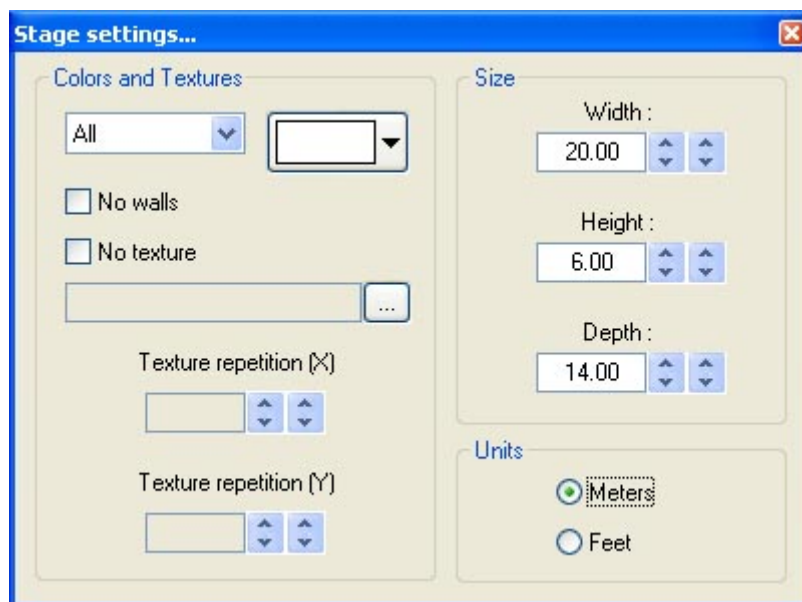 Stage settings...
Colors and Textures
All
No walls
No texture
...
Texture repetition (X)
Texture repetition (Y)
Size
Width :
20.00
Height :
6.00
Depth :
14.00
Units
Meters
Feet